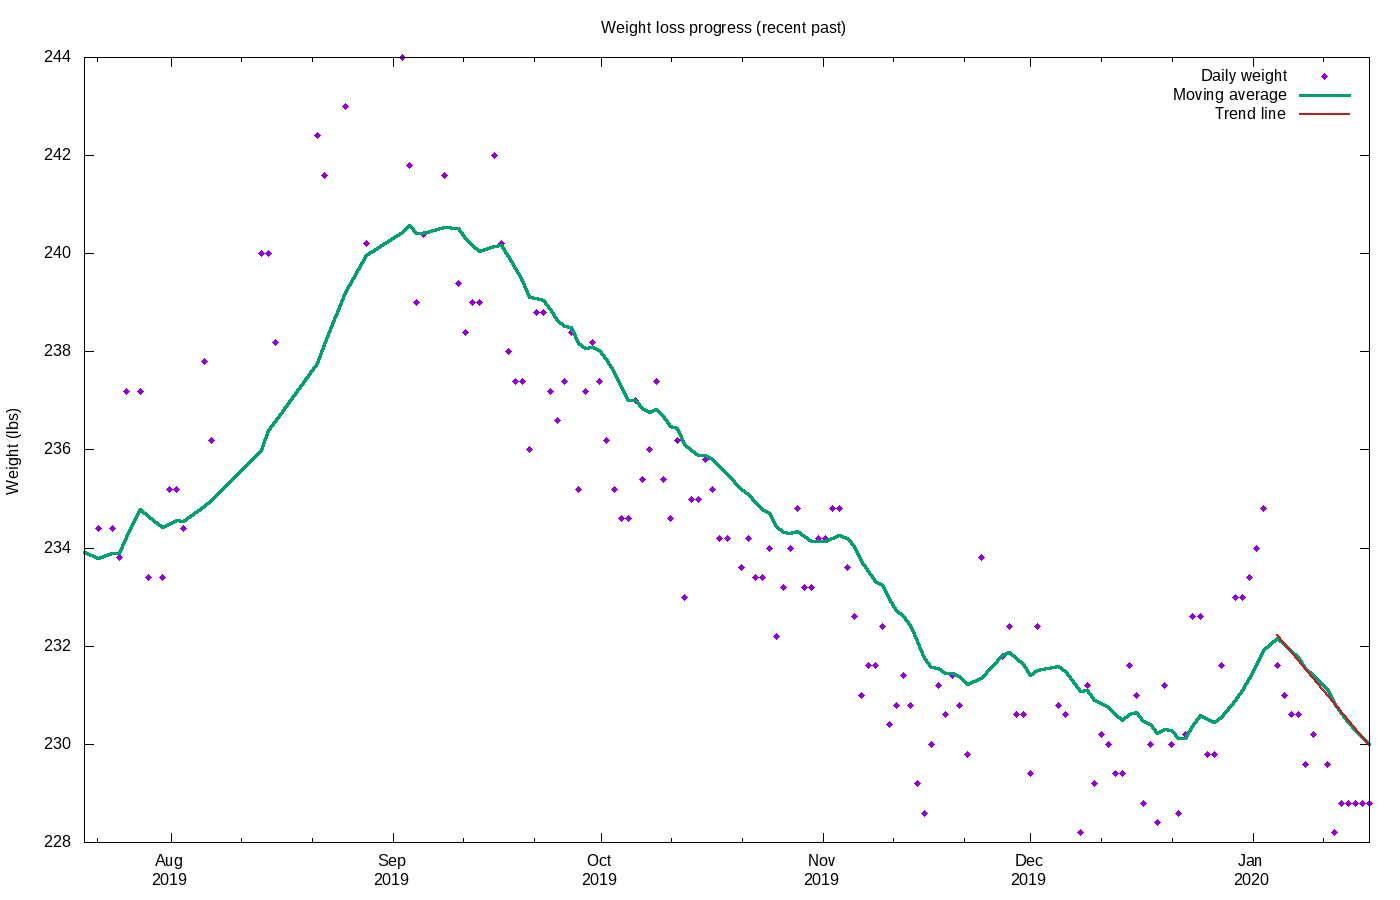 Weight loss progress (recent past)
244
242
240
238
236
234
232
230
228
Weight (lbs)
Daily weight
Moving average
Trend line
Aug
2019
Sep
2019
Oct
2019
Nov
2019
Dec
2019
Jan
2020